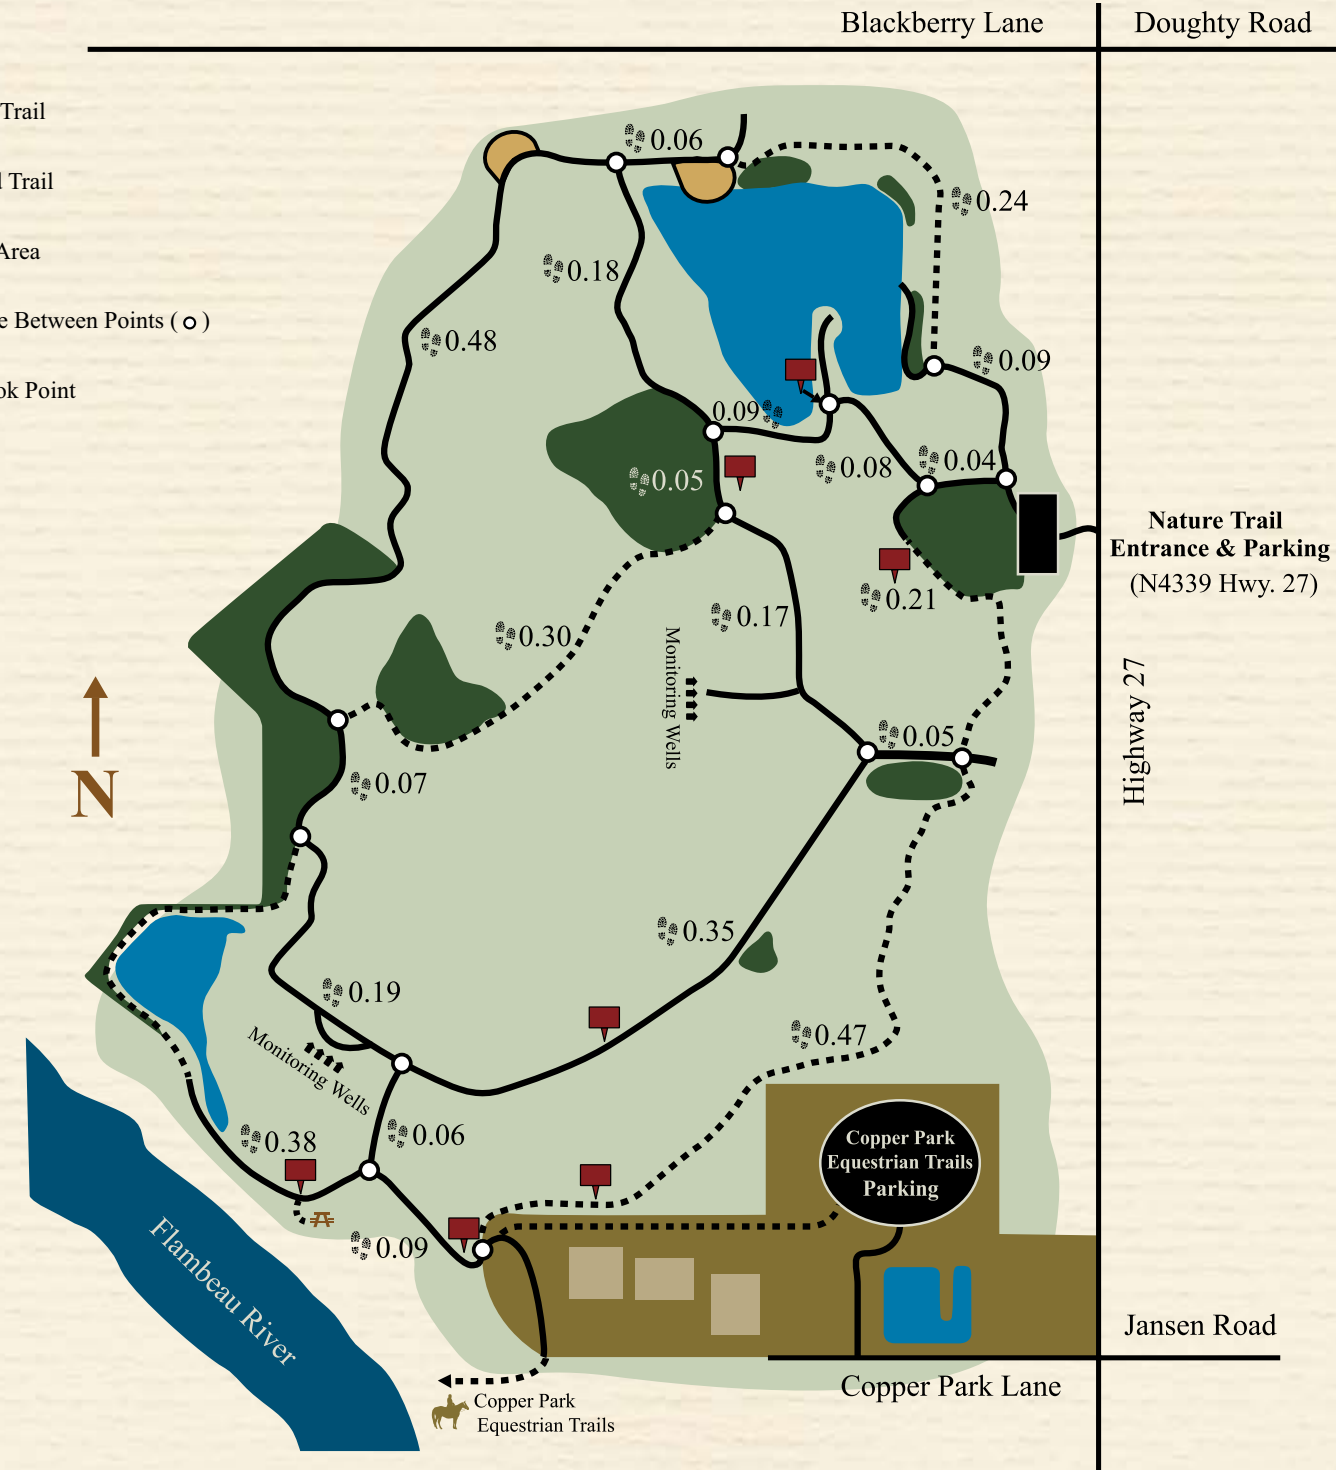 Blackberry Lane
Doughty Road
Trail
Trail
Area
Between Points ( )
Point
0.06
0.24
0.18
0.48
0.09
0.09
0.08
0.04
0.05
Nature Trail
Entrance & Parking
(N4339 Hwy. 27)
0.21
0.17
0.30
Monitoring Wells
Highway 27
0.05
N
0.07
0.35
0.19
0.47
Monitoring Wells
0.38
0.06
Copper Park
Equestrian Trails
Parking
0.09
Flambeau River
Jansen Road
Copper Park Lane
Copper Park
Equestrian Trails